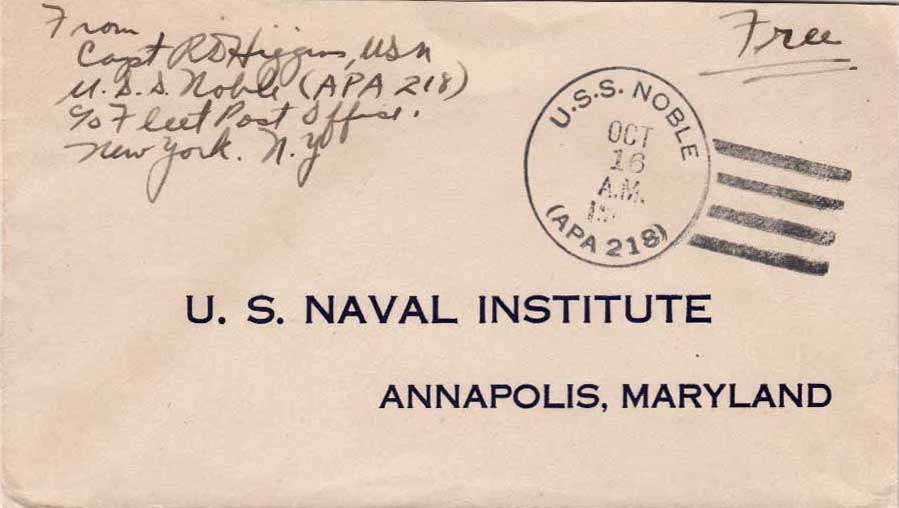 From
Capt R D Higgins, USN
U.S.S. Noble (APA 218)
c/o Fleet Post Office.
New York. N.Y
Free
U.S.S. NOBLE
OCT
16
A.M.
(APA 218)
U. S. NAVAL INSTITUTE
ANNAPOLIS, MARYLAND